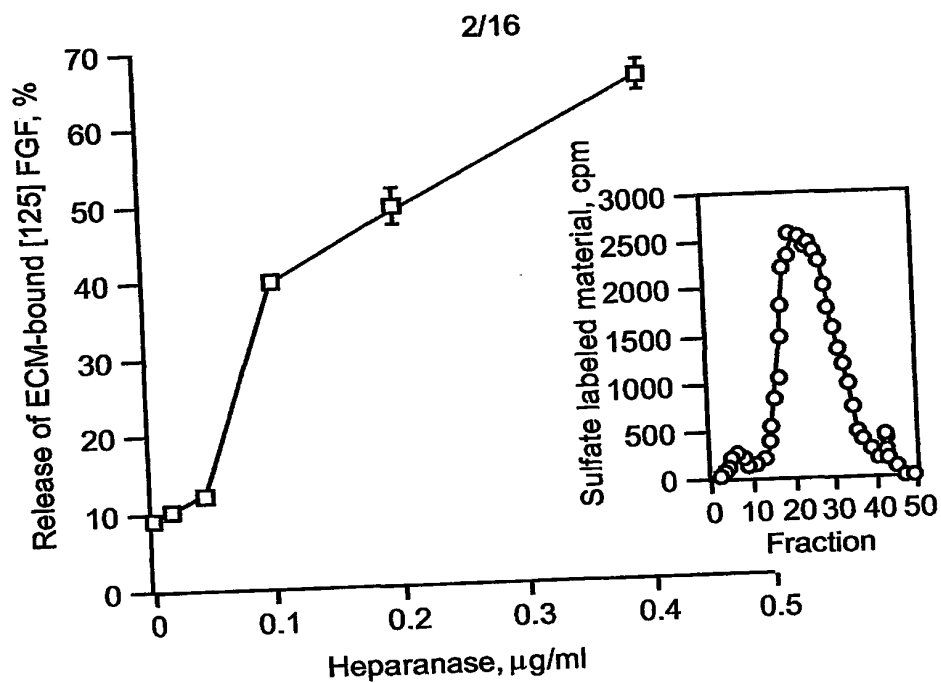 2/16
Release of ECM-bound [125] FGF, %
70
60
50
40
30
20
10
0
0 0.1 0.2 0.3 0.4 0.5
Heparanase, μg/ml
Sulfate labeled material, cpm
3000
2500
2000
1500
1000
500
0
0 10 20 30 40 50
Fraction